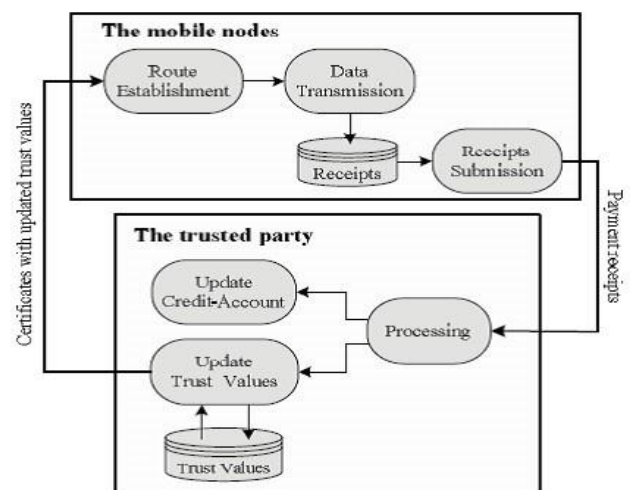 The mobile nodes
Route
Establishment
Data
Transmission
Receipts
Receipts
Submission
Certificates with updated trust values
Payment receipts
The trusted party
Update
Credit-Account
Processing
Update
Trust Values
Trust Values